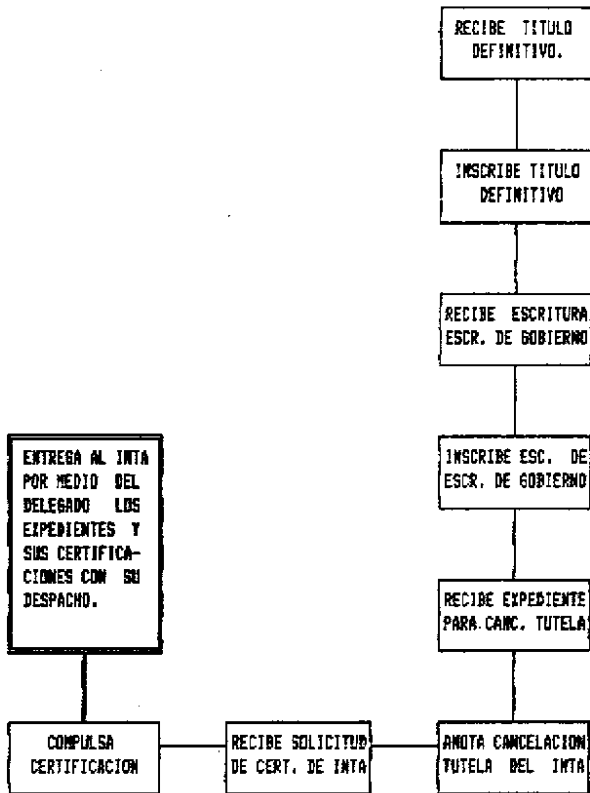 RECIBE TITULO
DEFINITIVO.
INSCRIBE TITULO
DEFINITIVO
RECIBE ESCRITURA
ESCR. DE GOBIERNO
INSCRIBE ESC. DE
ESCR. DE GOBIERNO
RECIBE EXPEDIENTE
PARA CANC. TUTELA
ANOTA CANCELACION
TUTELA DEL INTA
RECIBE SOLICITUD
DE CERT. DE INTA
COMPULSA
CERTIFICACION
ENTREGA AL INTA
POR MEDIO DEL
DELEGADO LOS
EXPEDIENTES Y
SUS CERTIFICA-
CIONES CON SU
DESPACHO.